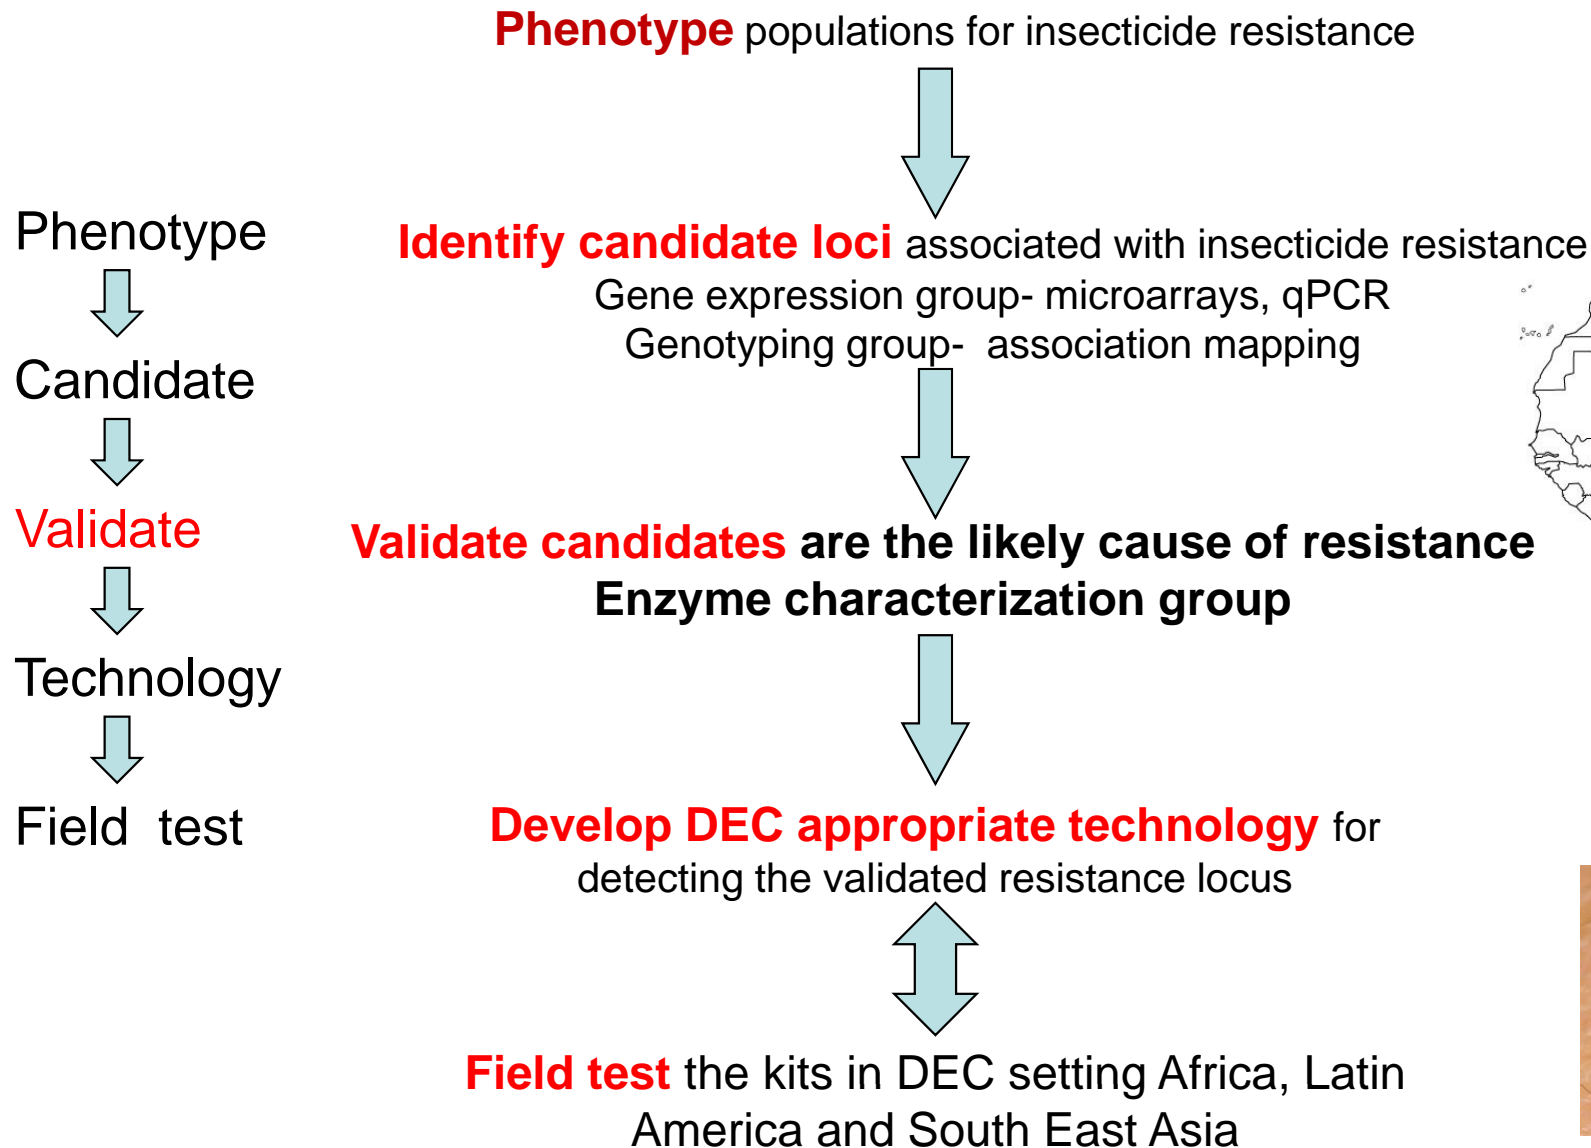 Phenotype populations for insecticide resistance
Phenotype
Candidate
Validate
Technology
Field test
Identify candidate loci associated with insecticide resistance
Gene expression group- microarrays, qPCR
Genotyping group- association mapping
Validate candidates are the likely cause of resistance
Enzyme characterization group
Develop DEC appropriate technology for
detecting the validated resistance locus
Field test the kits in DEC setting Africa, Latin
America and South East Asia